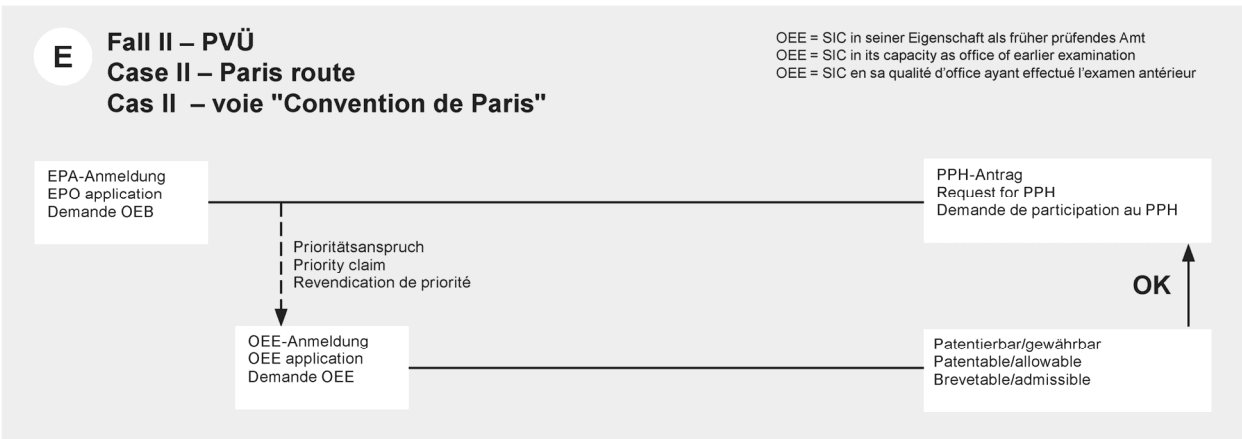 E
Fall II – PVÜ
Case II – Paris route
Cas II – voie "Convention de Paris"
OEE = SIC in seiner Eigenschaft als früher prüfendes Amt
OEE = SIC in its capacity as office of earlier examination
OEE = SIC en sa qualité d'office ayant effectué l'examen antérieur
EPA-Anmeldung
EPO application
Demande OEB
PPH-Antrag
Request for PPH
Demande de participation au PPH
Prioritätsanspruch
Priority claim
Revendication de priorité
OK
OEE-Anmeldung
OEE application
Demande OEE
Patentierbar/gewährbar
Patentable/allowable
Brevetable/admissible